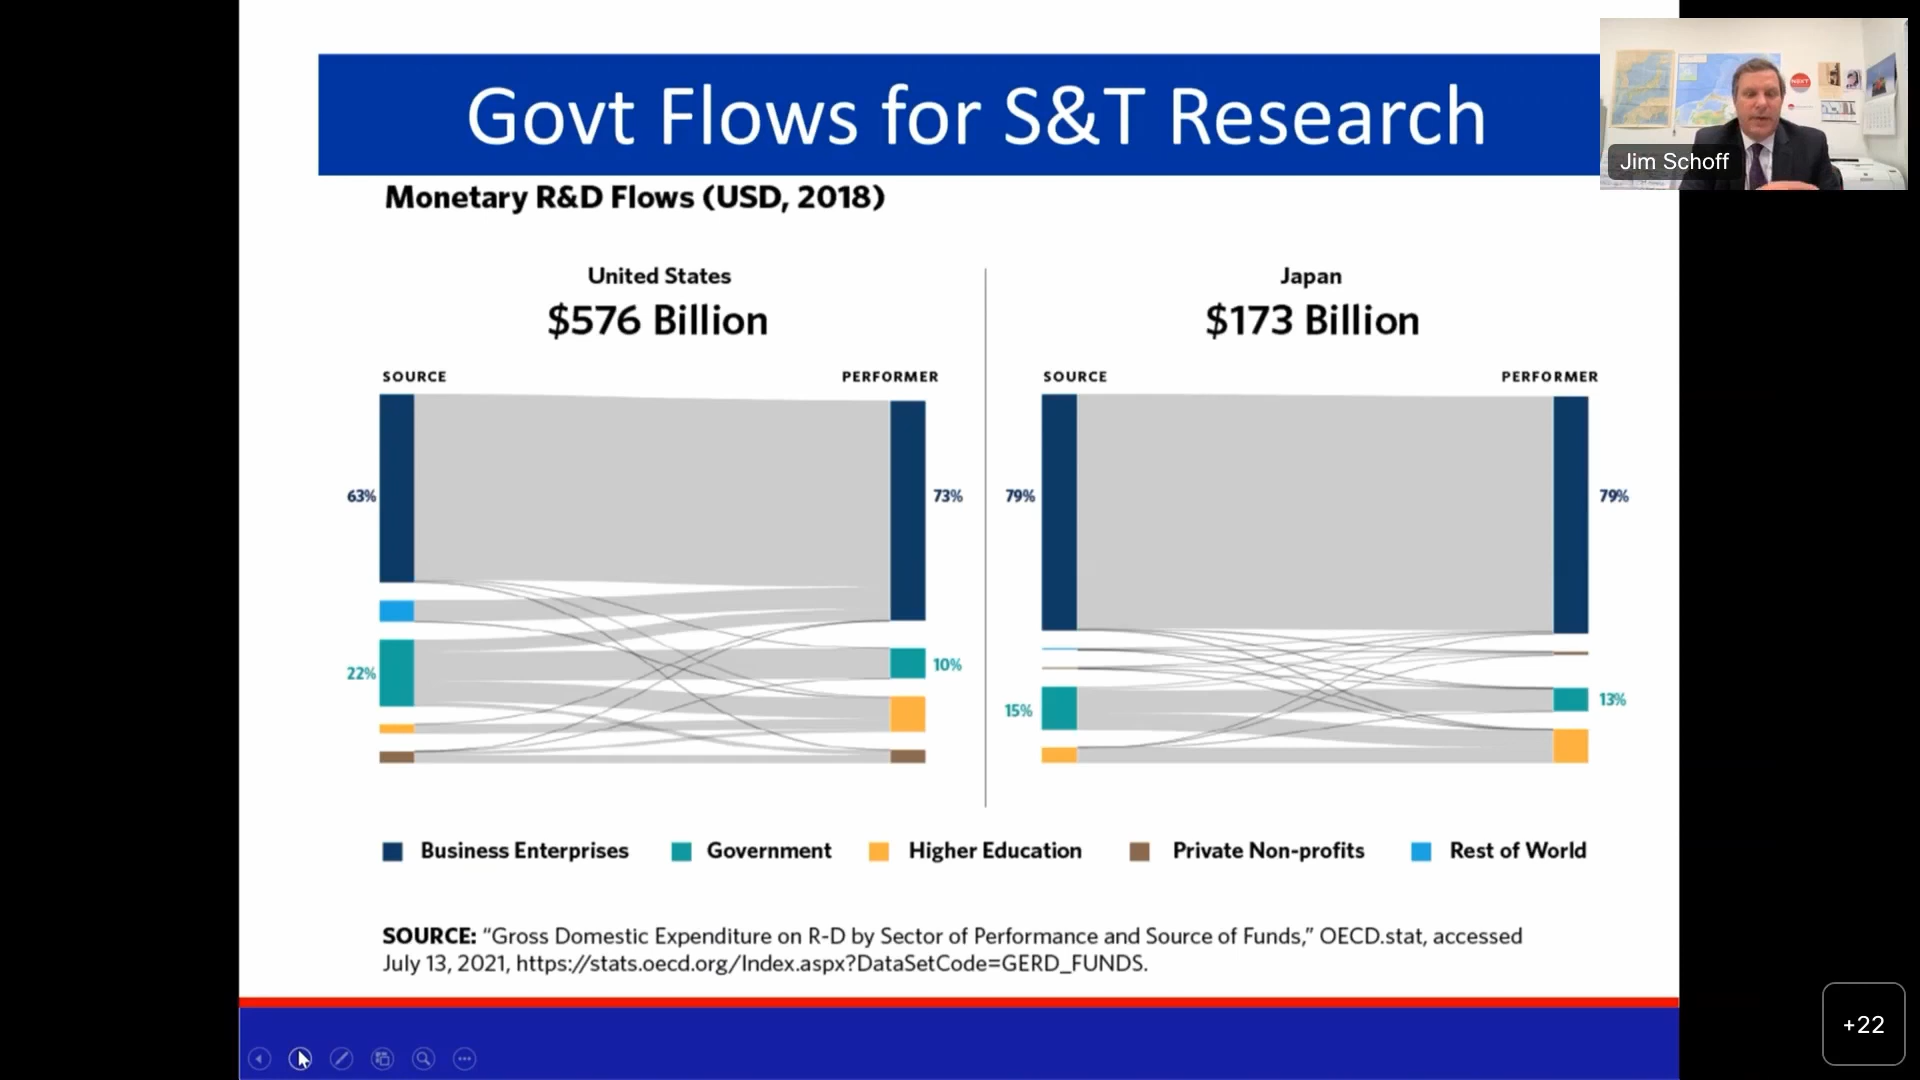 Govt Flows for S&T Research
Jim Schoff
Monetary R&D Flows (USD, 2018)
United States
$576 Billion
SOURCE
PERFORMER
63%
73%
22%
10%
Japan
$173 Billion
SOURCE
PERFORMER
79%
79%
15%
13%
Business Enterprises
Government
Higher Education
Private Non-profits
Rest of World
SOURCE: “Gross Domestic Expenditure on R-D by Sector of Performance and Source of Funds,” OECD.stat, accessed
July 13, 2021, https://stats.oecd.org/Index.aspx?DataSetCode=GERD_FUNDS.
+22